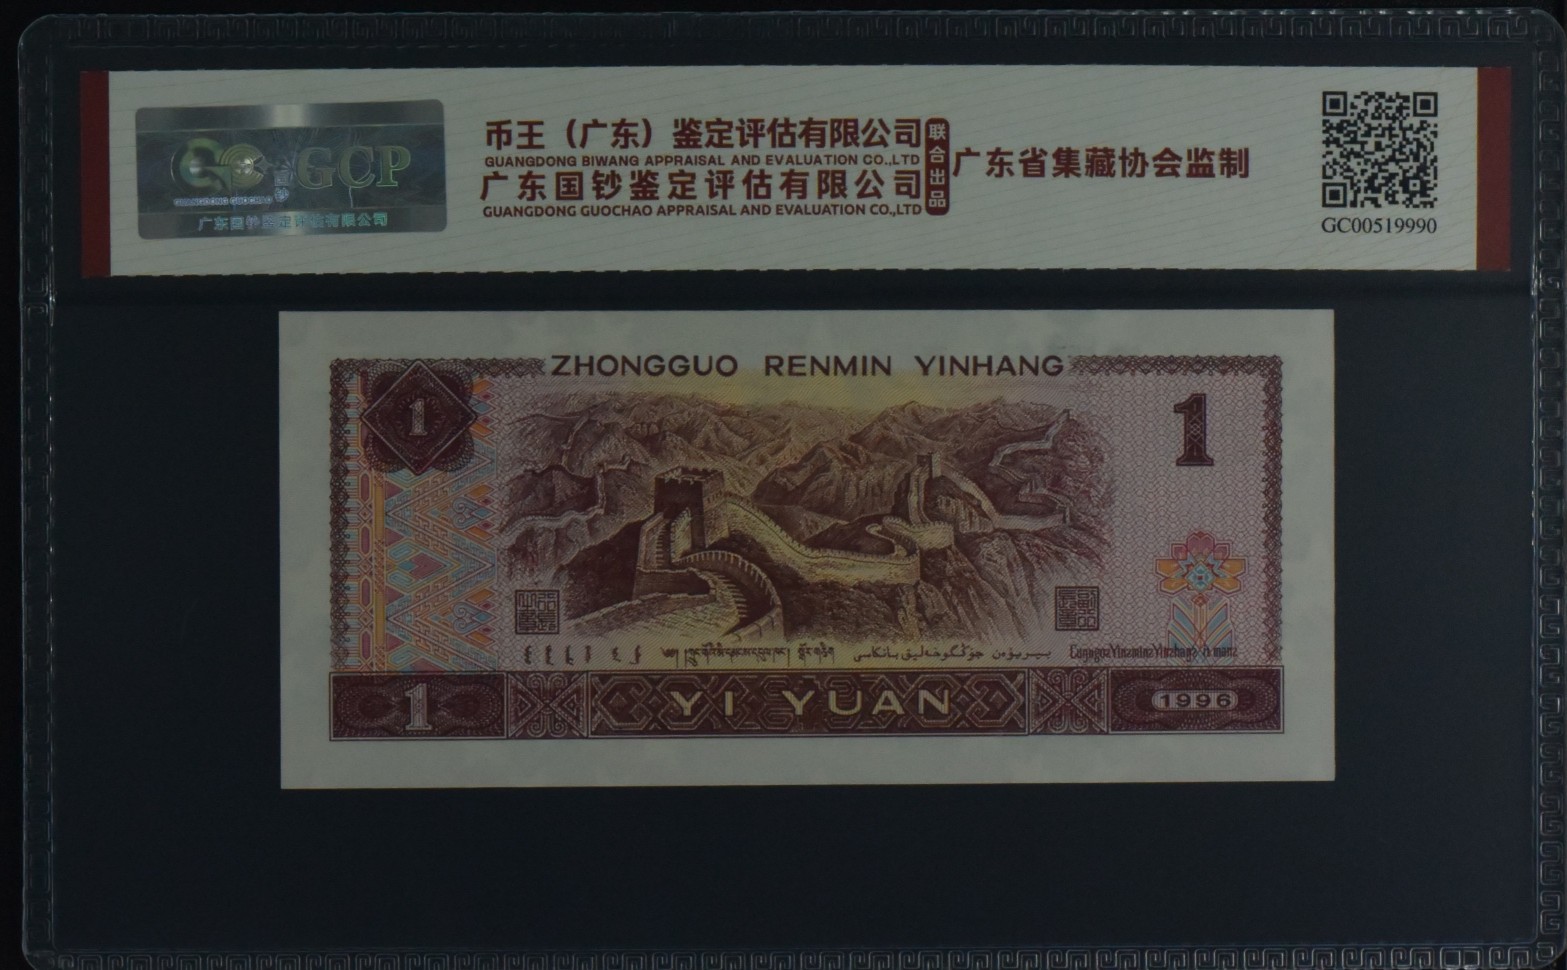 GCP
GUANGDONG GUOCHAO
广东国钞鉴定评估有限公司
币王（广东）鉴定评估有限公司
GUANGDONG BIWANG APPRAISAL AND EVALUATION CO.,LTD
广东国钞鉴定评估有限公司
GUANGDONG GUOCHAO APPRAISAL AND EVALUATION CO.,LTD
联合出品
广东省集藏协会监制
GC00519990
ZHONGGUO RENMIN YINHANG
1
1
1
YI YUAN
1996